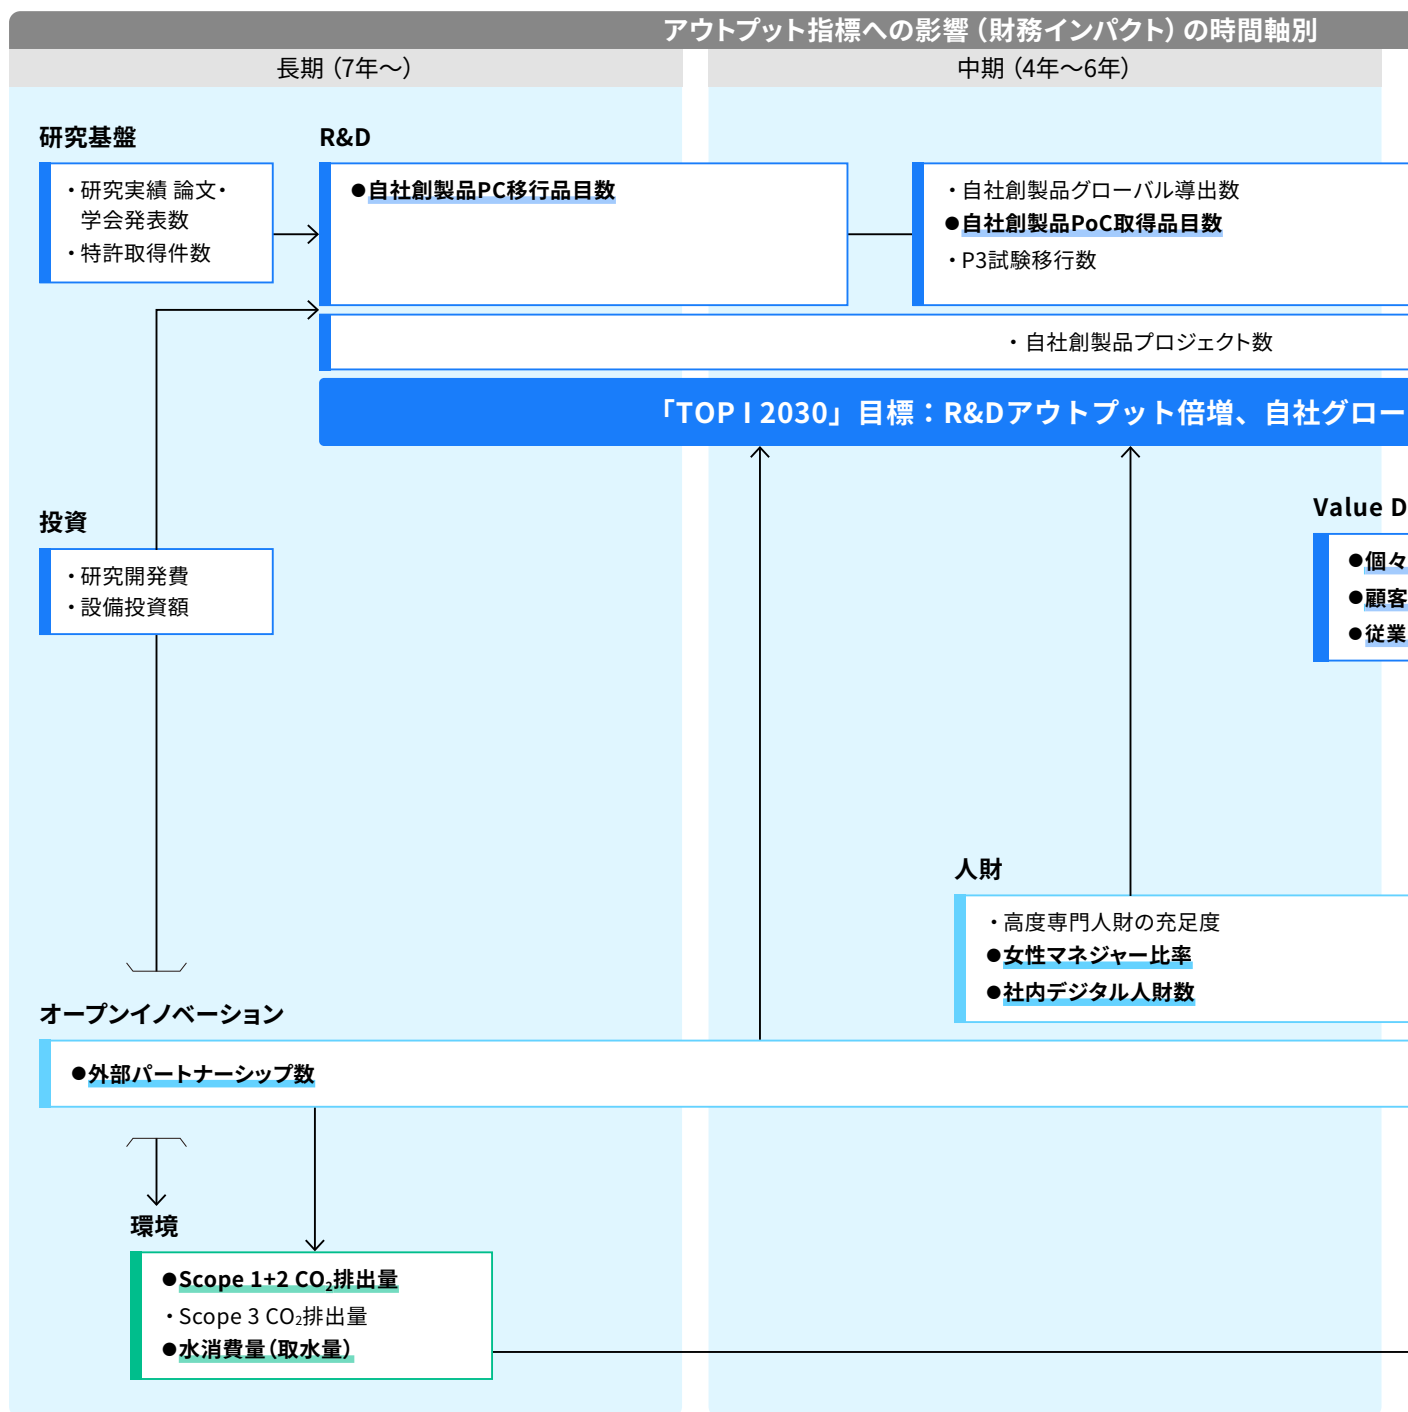 アウトプット指標への影響（財務インパクト）の時間軸別
長期（7年～）
中期（4年～6年）
研究基盤
・研究実績 論文・
学会発表数
・特許取得件数
R&D
●自社創製品PC移行品目数
・自社創製品グローバル導出数
●自社創製品PoC取得品目数
・P3試験移行数
・自社創製品プロジェクト数
「TOP I 2030」目標：R&Dアウトプット倍増、自社グロー
投資
・研究開発費
・設備投資額
Value D
●個々
●顧客
●従業
人財
・高度専門人財の充足度
●女性マネジャー比率
●社内デジタル人財数
オープンイノベーション
●外部パートナーシップ数
環境
●Scope 1+2 CO₂排出量
・Scope 3 CO₂排出量
●水消費量（取水量）